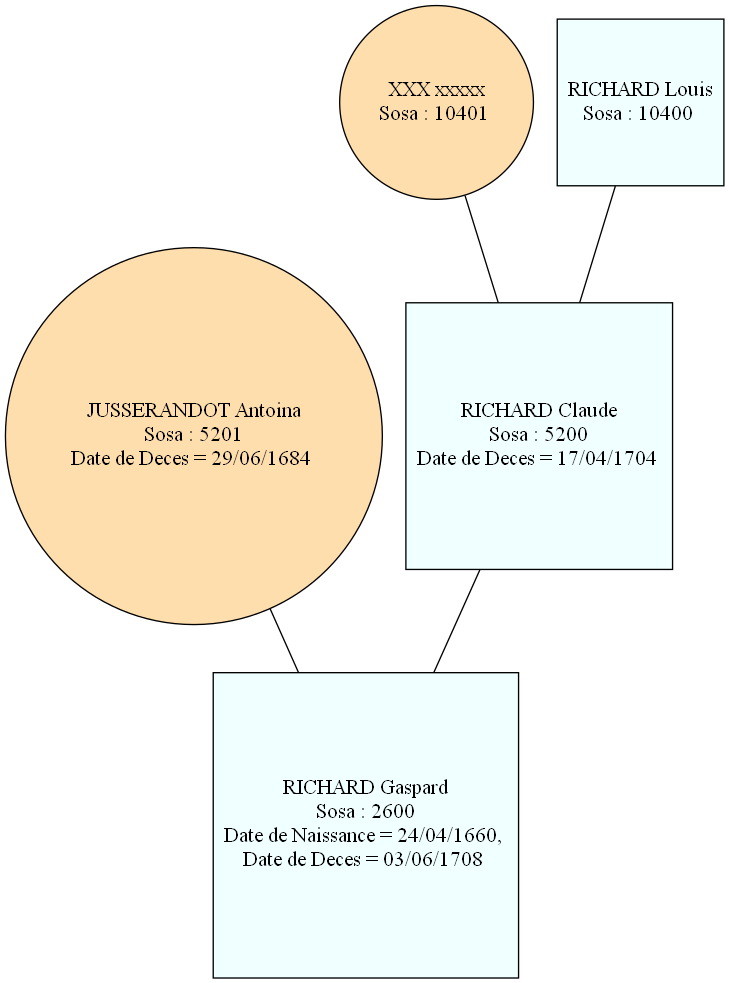 XXX xxxxx
Sosa : 10401
RICHARD Louis
Sosa : 10400
JUSSERANDOT Antoina
Sosa : 5201
Date de Deces = 29/06/1684
RICHARD Claude
Sosa : 5200
Date de Deces = 17/04/1704
RICHARD Gaspard
Sosa : 2600
Date de Naissance = 24/04/1660,
Date de Deces = 03/06/1708